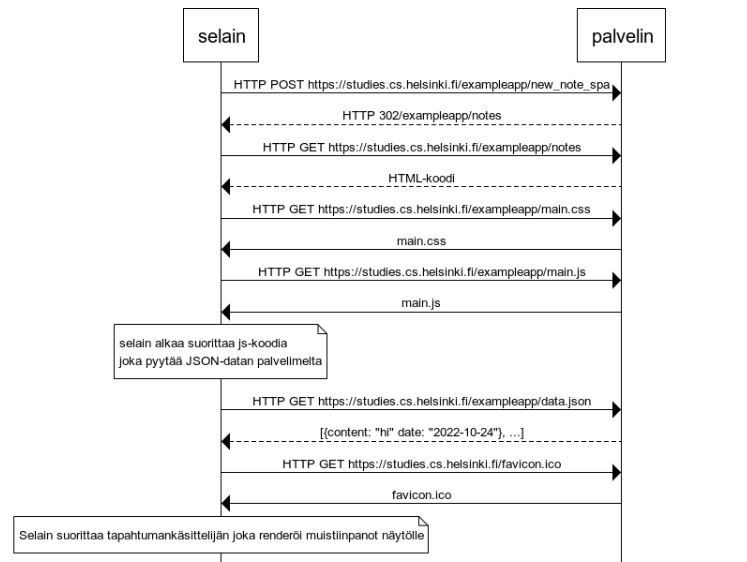 selain
palvelin
HTTP POST https://studies.cs.helsinki.fi/exampleapp/new_note_spa
HTTP 302/exampleapp/notes
HTTP GET https://studies.cs.helsinki.fi/exampleapp/notes
HTML-koodi
HTTP GET https://studies.cs.helsinki.fi/exampleapp/main.css
main.css
HTTP GET https://studies.cs.helsinki.fi/exampleapp/main.js
main.js
selain alkaa suorittaa js-koodia
joka pyytää JSON-datan palvelimelta
HTTP GET https://studies.cs.helsinki.fi/exampleapp/data.json
[{content: "hi" date: "2022-10-24"}, ...]
HTTP GET https://studies.cs.helsinki.fi/favicon.ico
favicon.ico
Selain suorittaa tapahtumankäsittelijän joka renderöi muistiinpanot näytölle